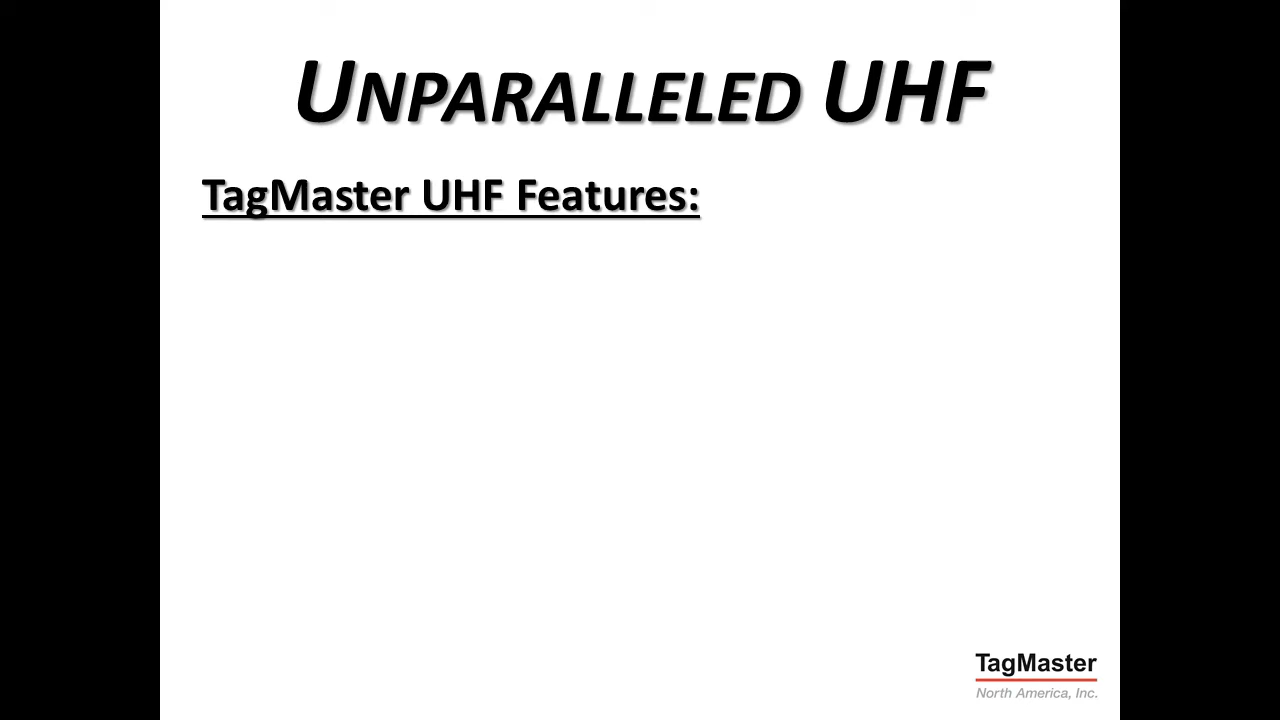 UNPARALLELED UHF
TagMaster UHF Features:
TagMaster
North America, Inc.